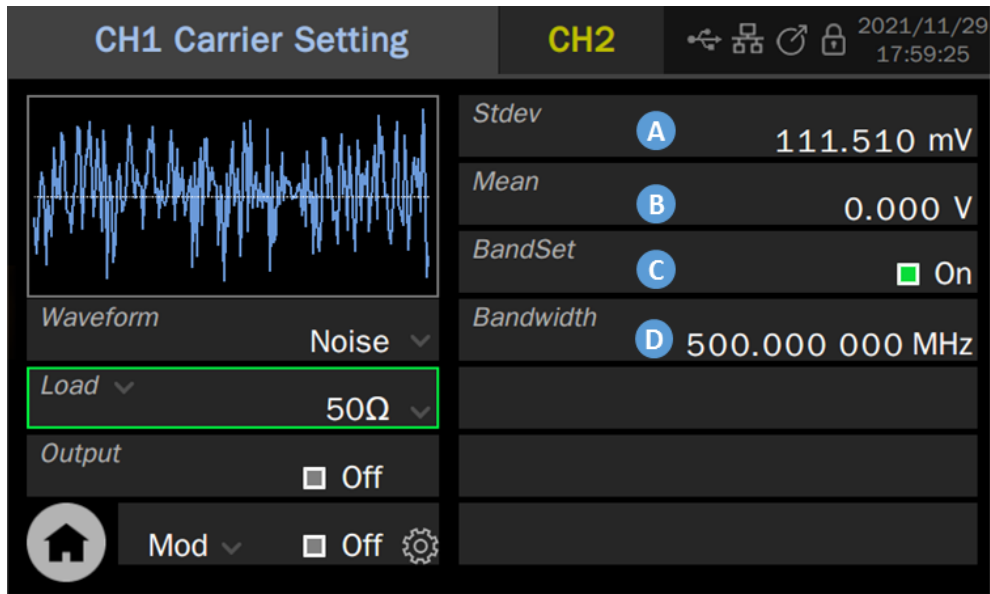 CH1 Carrier Setting
CH2
2021/11/29
17:59:25
Stdev
A
111.510 mV
Mean
B
0.000 V
BandSet
C
On
Waveform
Noise
Bandwidth
D
500.000 000 MHz
Load
50Ω
Output
Off
Mod
Off